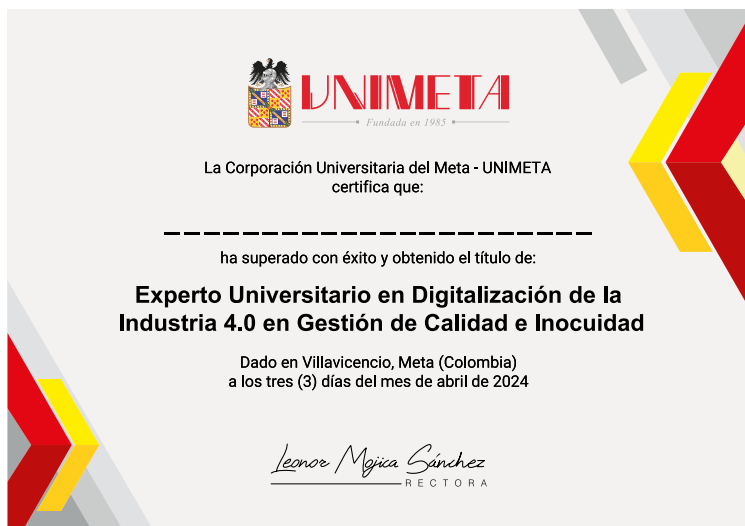 UNIMETA
Fundada en 1985
La Corporación Universitaria del Meta - UNIMETA
certifica que:
ha superado con éxito y obtenido el título de:
Experto Universitario en Digitalización de la
Industria 4.0 en Gestión de Calidad e Inocuidad
Dado en Villavicencio, Meta (Colombia)
a los tres (3) días del mes de abril de 2024
Leonor Mojica Sánchez
RECTORA